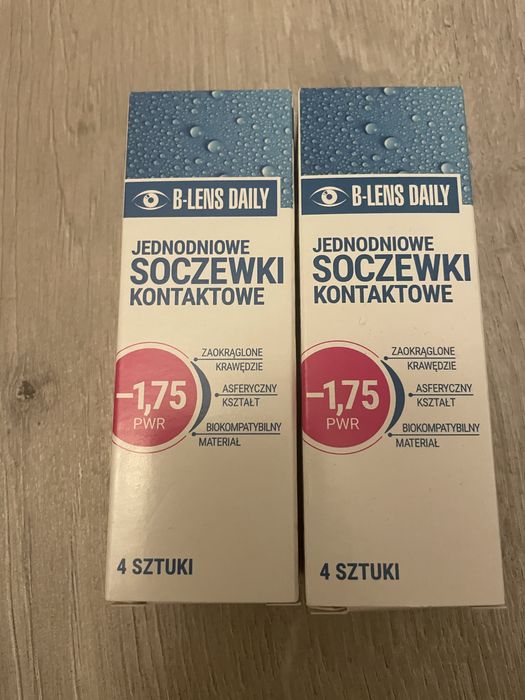 B-LENS DAILY
JEDNODNIOWE
SOCZEWKI
KONTAKTOWE
ZAOKRĄGLONE
KRAWĘDZIE
-1,75
PWR
ASFERYCZNY
KSZTAŁT
BIOKOMPATYBILNY
MATERIAŁ
4 SZTUKI
B-LENS DAILY
JEDNODNIOWE
SOCZEWKI
KONTAKTOWE
ZAOKRĄGLONE
KRAWĘDZIE
-1,75
PWR
ASFERYCZNY
KSZTAŁT
BIOKOMPATYBILNY
MATERIAŁ
4 SZTUKI